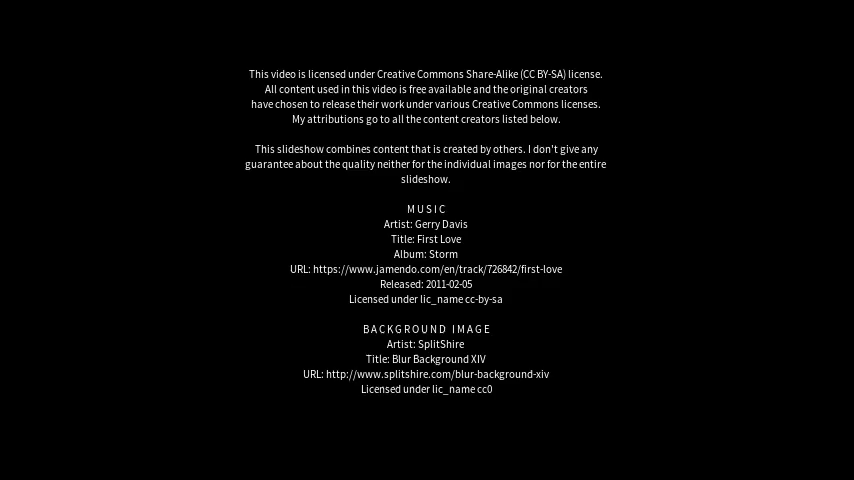 This video is licensed under Creative Commons Share-Alike (CC BY-SA) license.
All content used in this video is free available and the original creators
have chosen to release their work under various Creative Commons licenses.
My attributions go to all the content creators listed below.
This slideshow combines content that is created by others. I don't give any
guarantee about the quality neither for the individual images nor for the entire
slideshow.
MUSIC
Artist: Gerry Davis
Title: First Love
Album: Storm
URL: https://www.jamendo.com/en/track/726842/first-love
Released: 2011-02-05
Licensed under lic_name cc-by-sa
BACKGROUND IMAGE
Artist: SplitShire
Title: Blur Background XIV
URL: http://www.splitshire.com/blur-background-xiv
Licensed under lic_name cc0